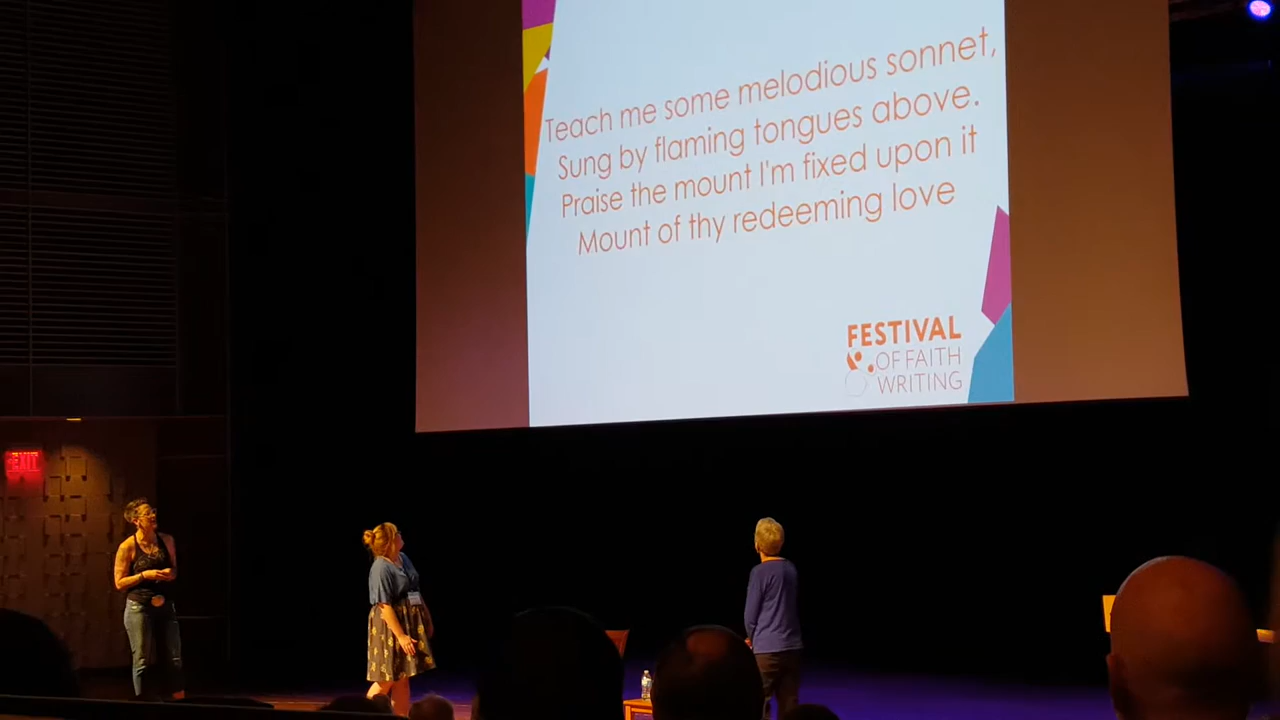 Teach me some melodious sonnet,
Sung by flaming tongues above.
Praise the mount I'm fixed upon it
Mount of thy redeeming love
FESTIVAL
& OF FAITH
WRITING
EXIT